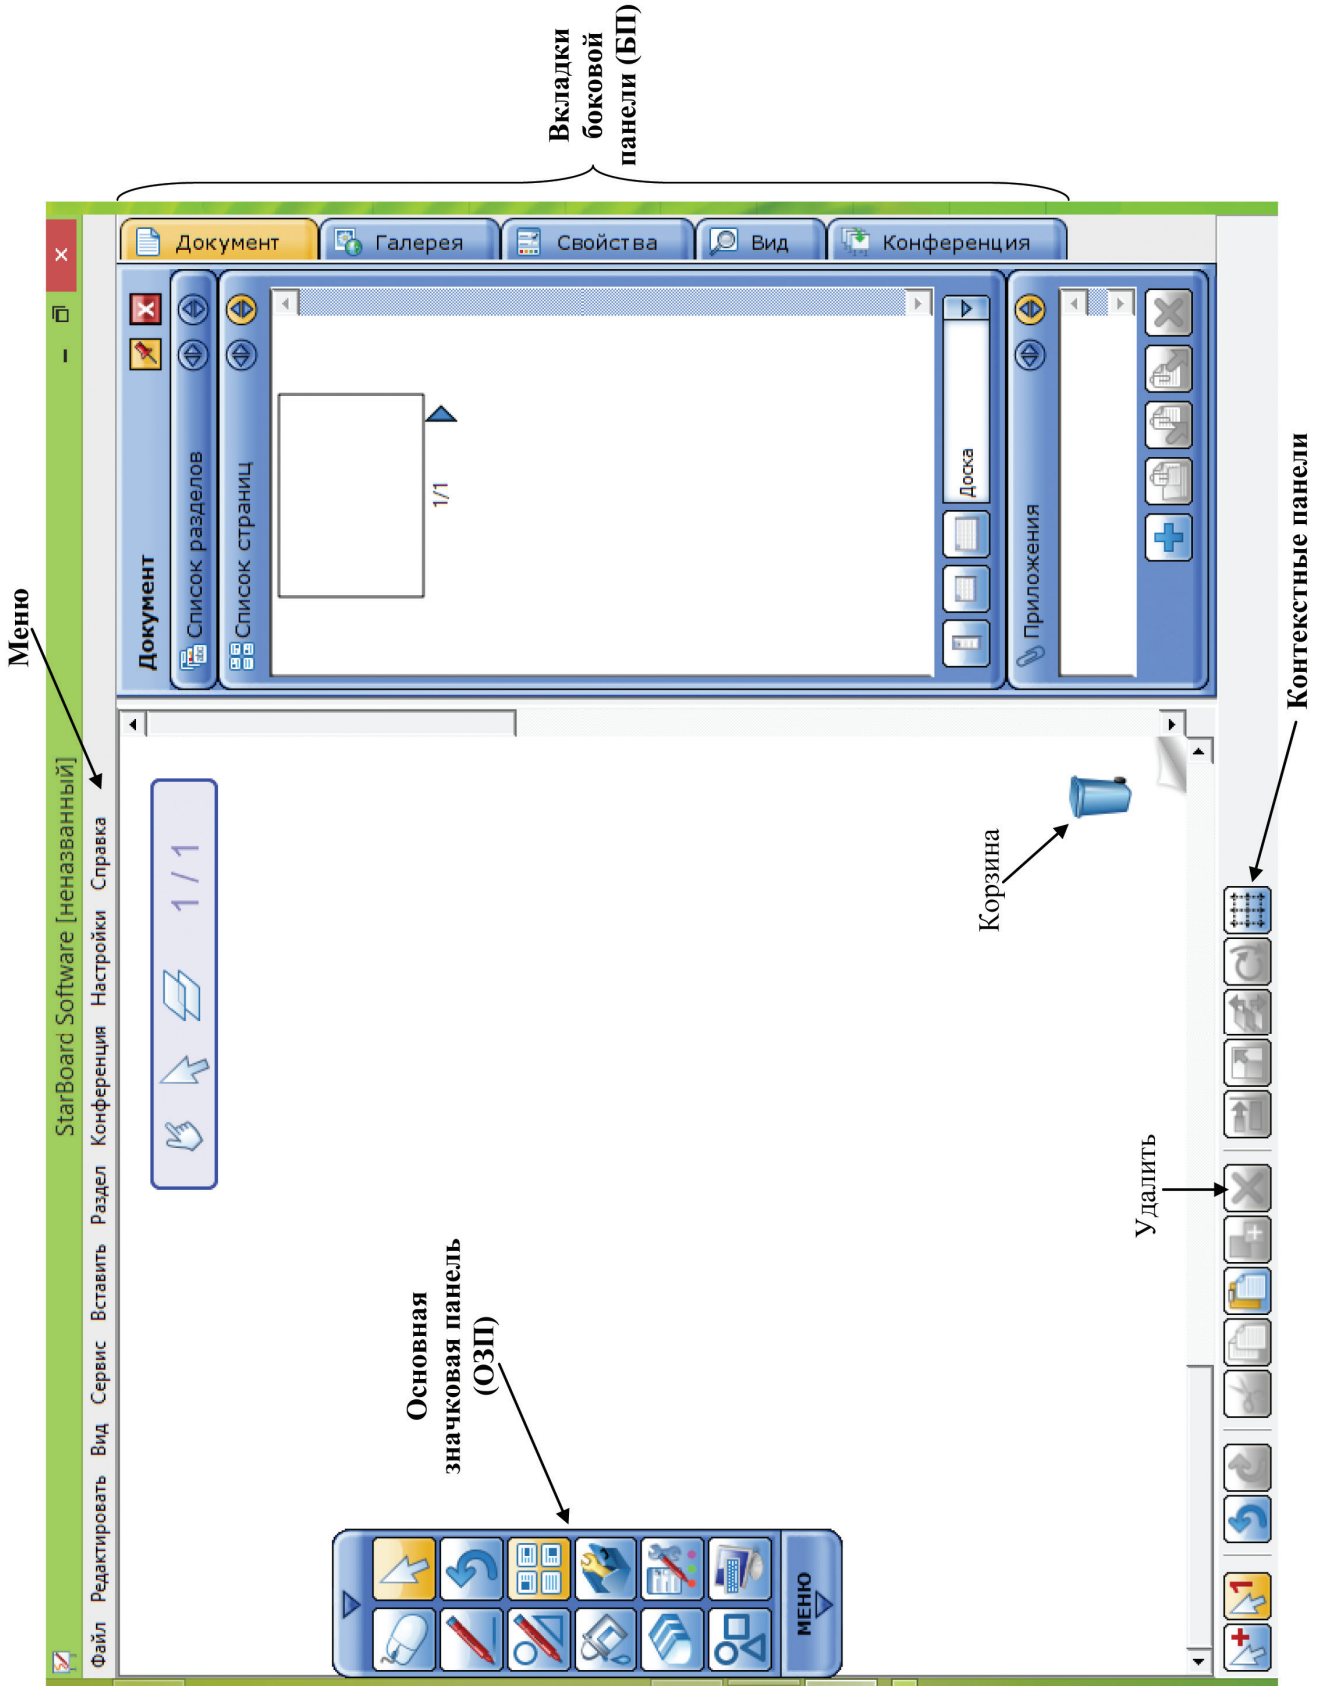 Меню
StarBoard Software [неназванный]
Файл Редактировать Вид Сервис Вставить Раздел Конференция Настройки Справка
1 / 1
Основная
значковая панель
(ОЗП)
МЕНЮ
Корзина
Удалить
Документ
Список разделов
Список страниц
1/1
Доска
Приложения
Документ
Галерея
Свойства
Вид
Конференция
Вкладки
боковой
панели (БП)
Контекстные панели
1